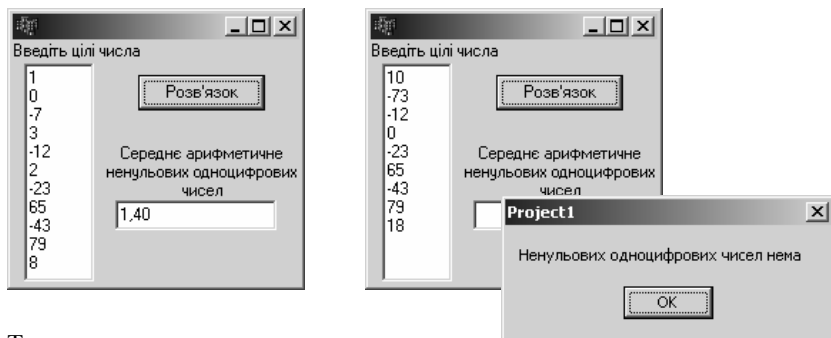 Введіть цілі числа
1
0
-7
3
-12
2
-23
65
-43
79
8
Розв'язок
Середнє арифметичне
ненульових одноцифрових
чисел
1,40
Введіть цілі числа
10
-73
-12
0
-23
65
-43
79
18
Розв'язок
Середнє арифметичне
ненульових одноцифрових
чисел
Project1
Ненульових одноцифрових чисел нема
OK